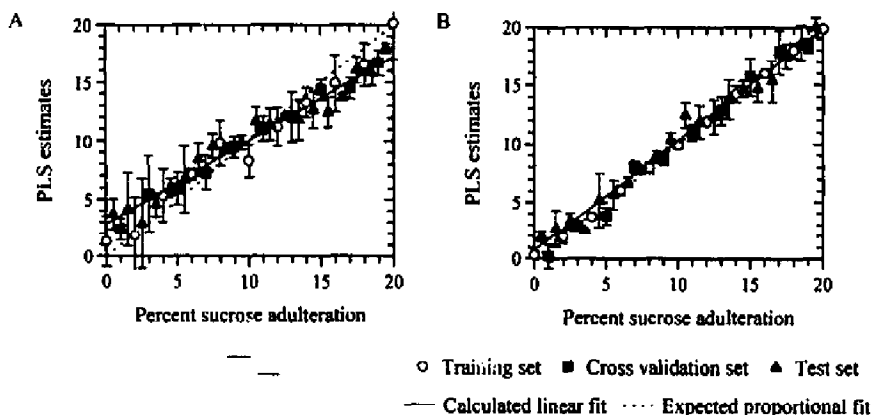 A
B
20
15
10
5
0
PLS estimates
0 5 10 15 20
Percent sucrose adulteration
20
15
10
5
0
PLS estimates
0 5 10 15 20
Percent sucrose adulteration
Training set Cross validation set Test set
Calculated linear fit Expected proportional fit